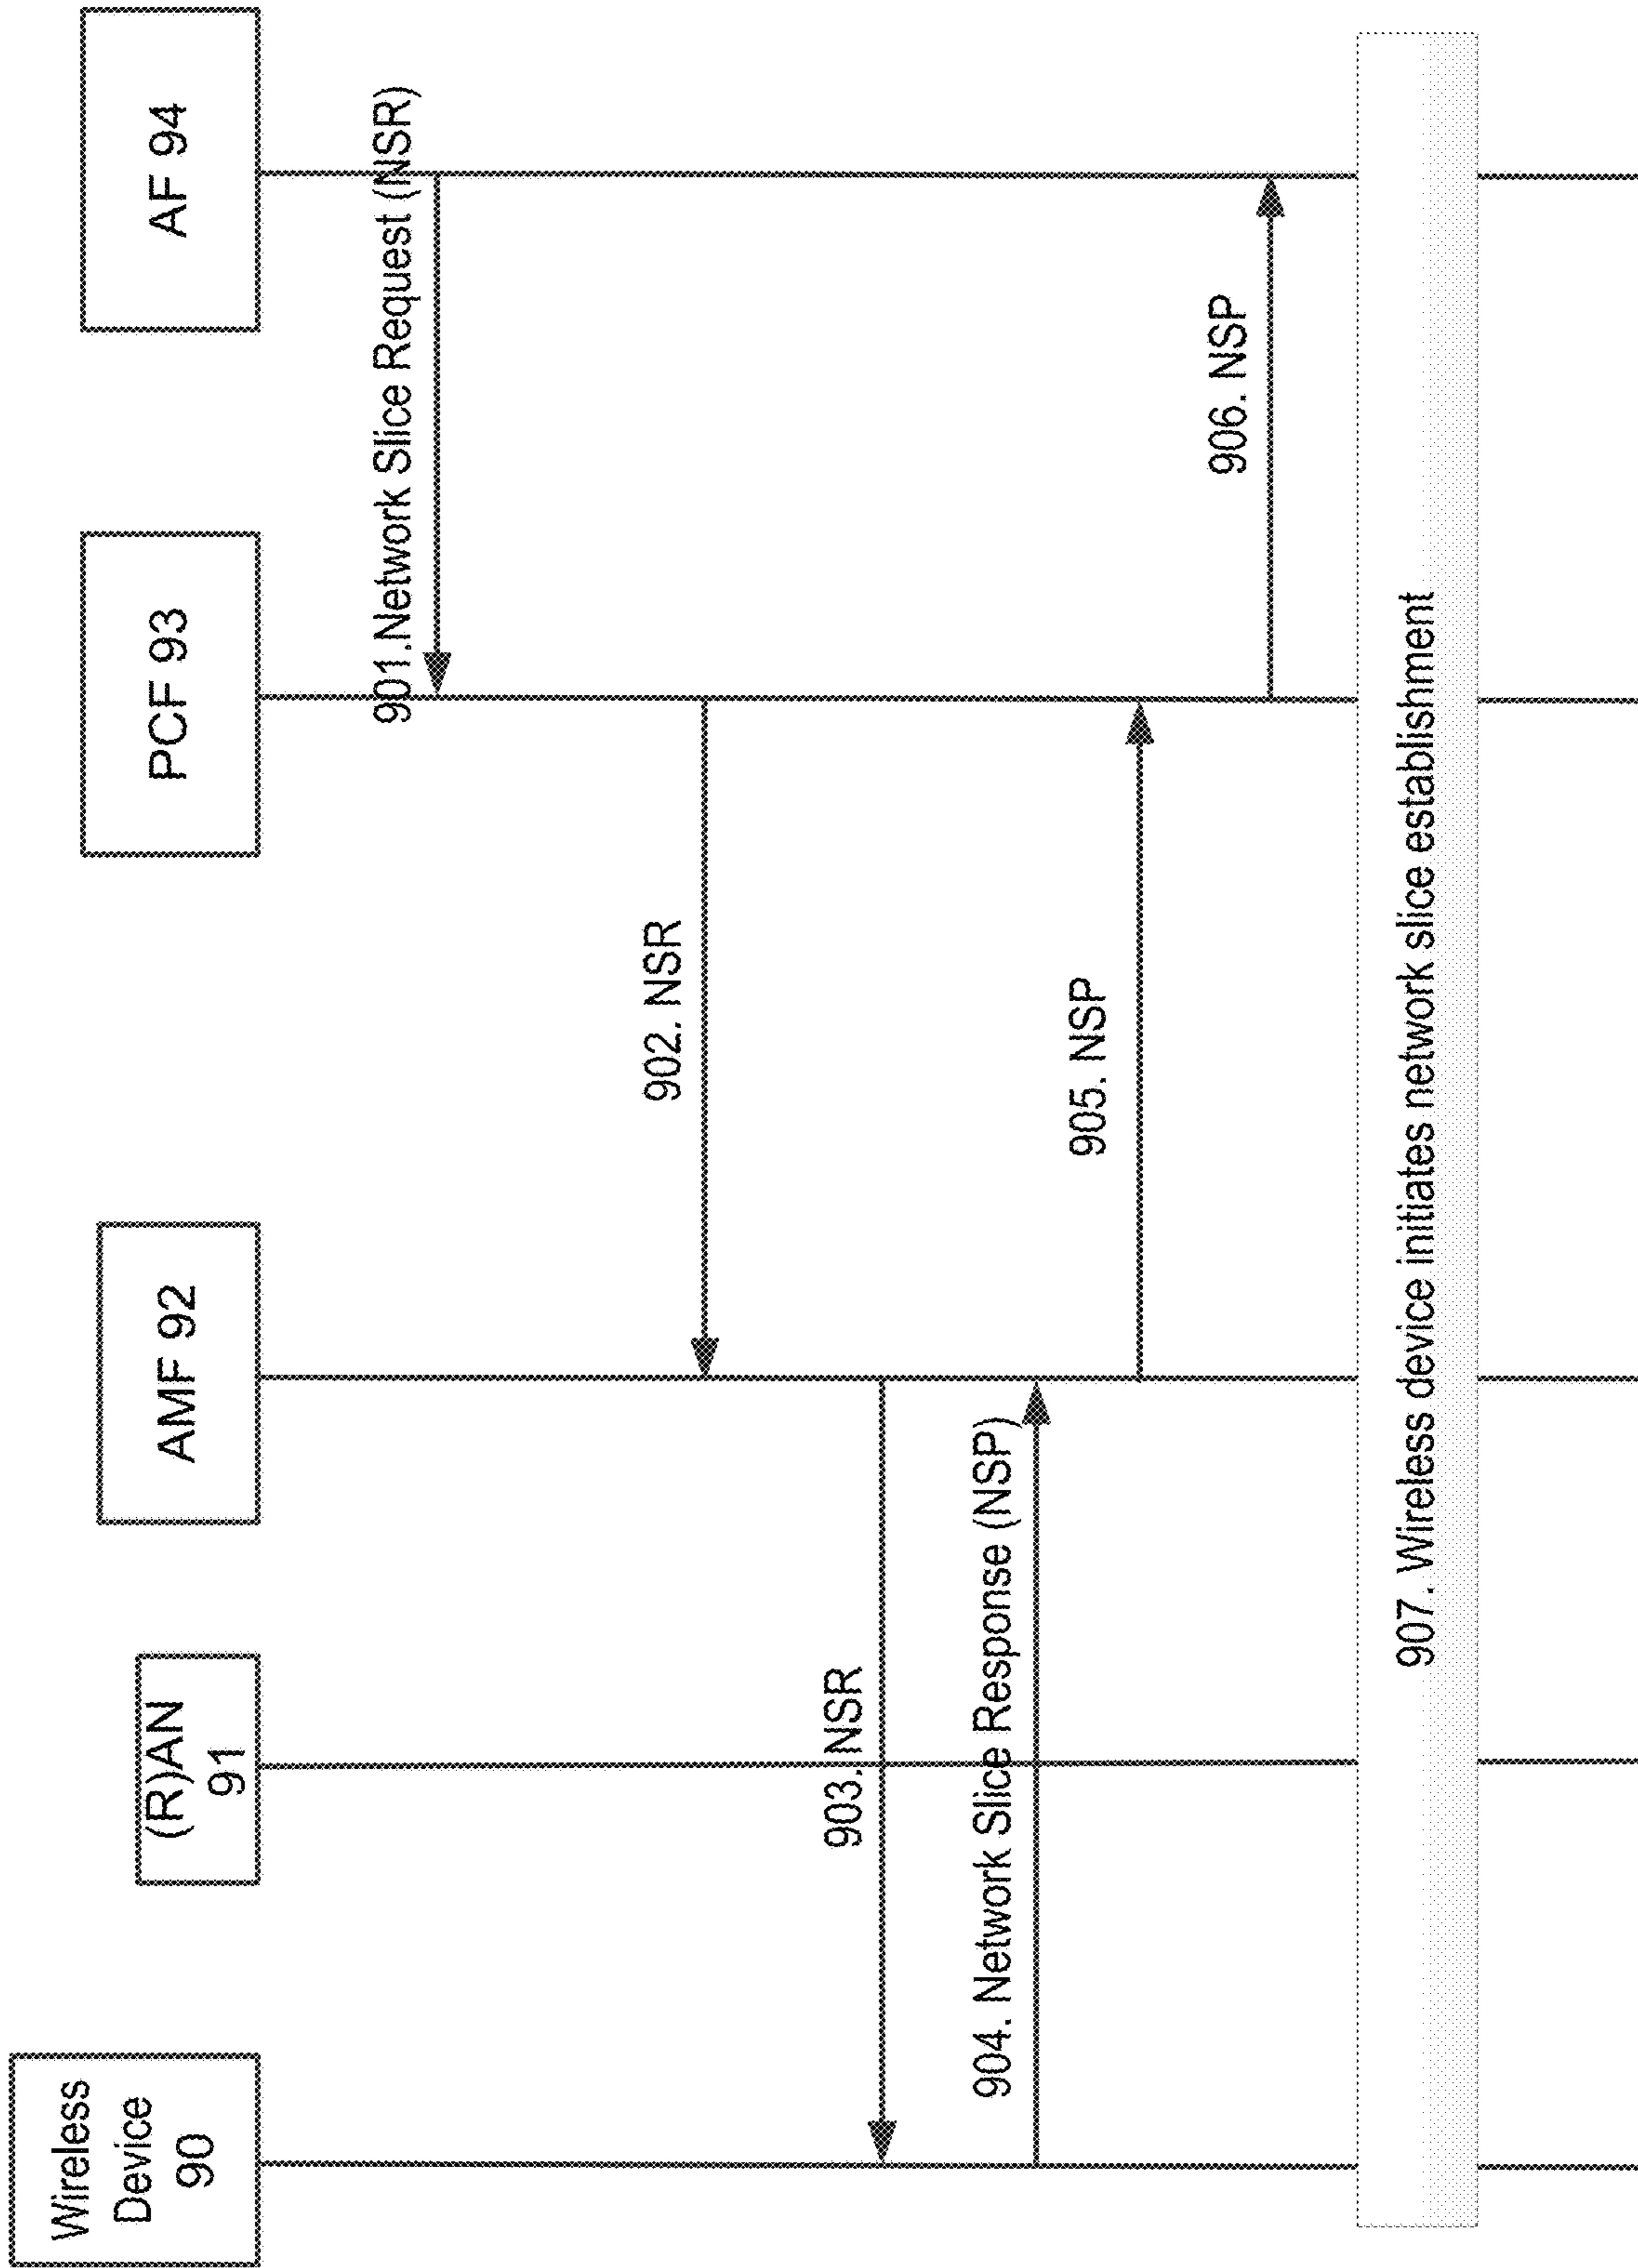 Wireless
Device
90
(R)AN
91
AMF 92
PCF 93
AF 94
901.Network Slice Request (NSR)
902. NSR
903. NSR
904. Network Slice Response (NSP)
905. NSP
906. NSP
907. Wireless device initiates network slice establishment